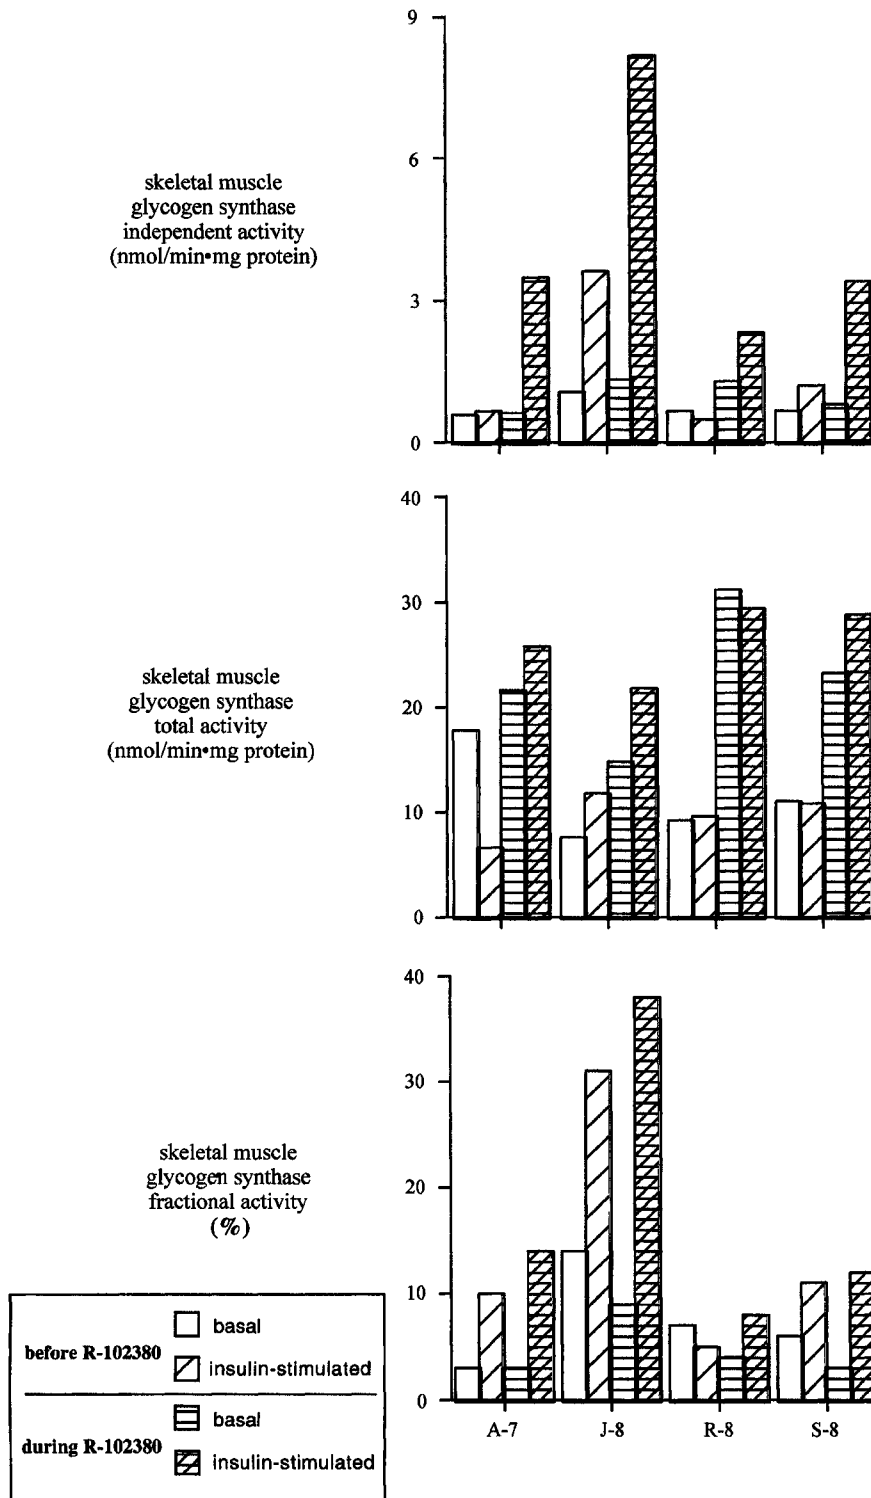 9
6
3
0
skeletal muscle
glycogen synthase
independent activity
(nmol/min•mg protein)
40
30
20
10
0
skeletal muscle
glycogen synthase
total activity
(nmol/min•mg protein)
40
30
20
10
0
skeletal muscle
glycogen synthase
fractional activity
(%)
A-7 J-8 R-8 S-8
before R-102380
basal
insulin-stimulated
during R-102380
basal
insulin-stimulated